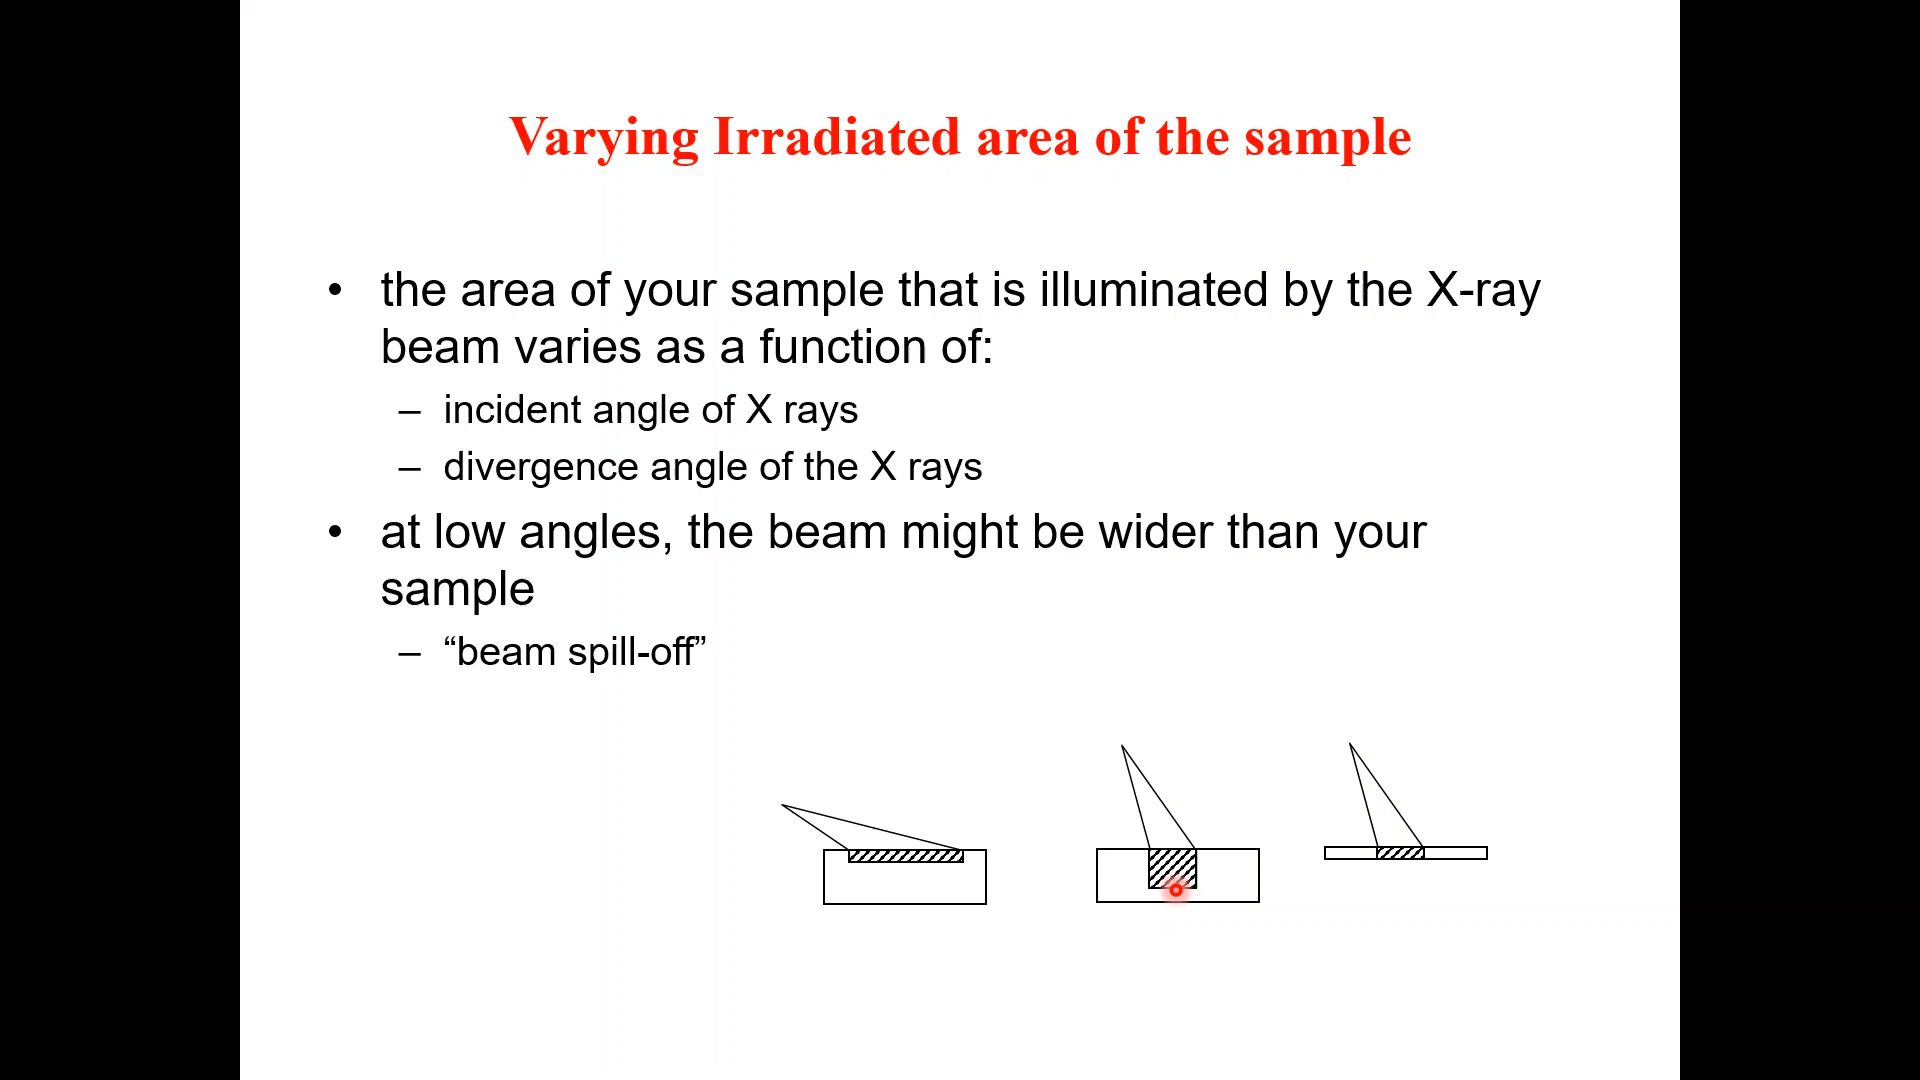 Varying Irradiated area of the sample
• the area of your sample that is illuminated by the X-ray
beam varies as a function of:
– incident angle of X rays
– divergence angle of the X rays
• at low angles, the beam might be wider than your
sample
– “beam spill-off”